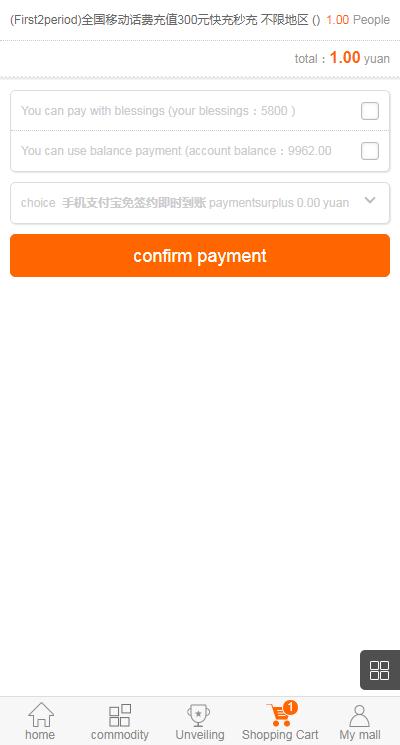 (First2period)全国移动话费充值300元快充秒充 不限地区 () 1.00 People
total：1.00 yuan
You can pay with blessings (your blessings：5800 )
You can use balance payment (account balance：9962.00
choice 手机支付宝免签约即时到账 paymentsurplus 0.00 yuan
confirm payment
1
home commodity Unveiling Shopping Cart My mall